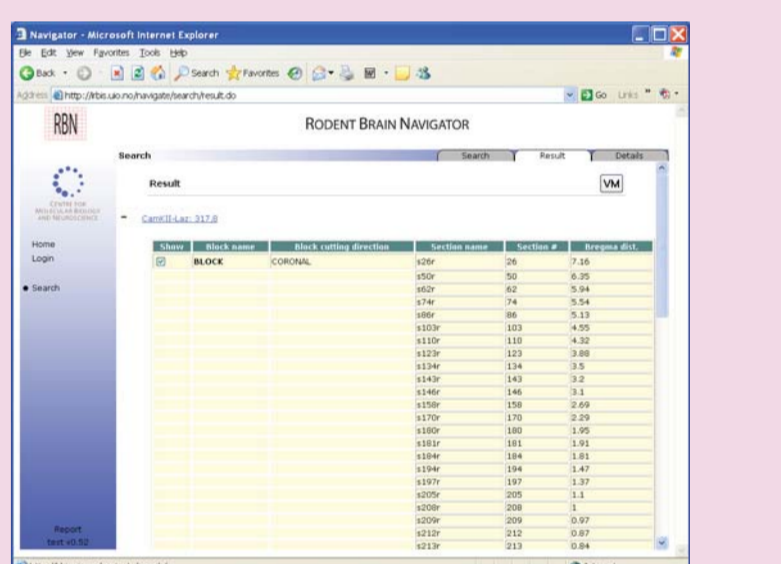 Navigator - Microsoft Internet Explorer
File Edit View Favorites Tools Help
Back Search Favorites
Address http://rbis.uio.no/navigate/search/result.do Go Links
RBN
RODENT BRAIN NAVIGATOR
Search Search Result Details
Result VM
CENTRE FOR
MOLECULAR BIOLOGY
AND NEUROSCIENCE
CamKII-Lac: 317.8
Home
Login
Search
Show Block name Block cutting direction Section name Section # Bregma dist.
BLOCK CORONAL s26r 26 7.16
s50r 50 6.35
s62r 62 5.94
s74r 74 5.54
s86r 86 5.13
s103r 103 4.55
s110r 110 4.32
s123r 123 3.88
s134r 134 3.5
s143r 143 3.2
s146r 146 3.1
s158r 158 2.69
s170r 170 2.29
s180r 180 1.95
s181r 181 1.91
s184r 184 1.81
s194r 194 1.47
s197r 197 1.37
s205r 205 1.1
s208r 208 1
s209r 209 0.97
s212r 212 0.87
s213r 213 0.84
Report
test v0.52